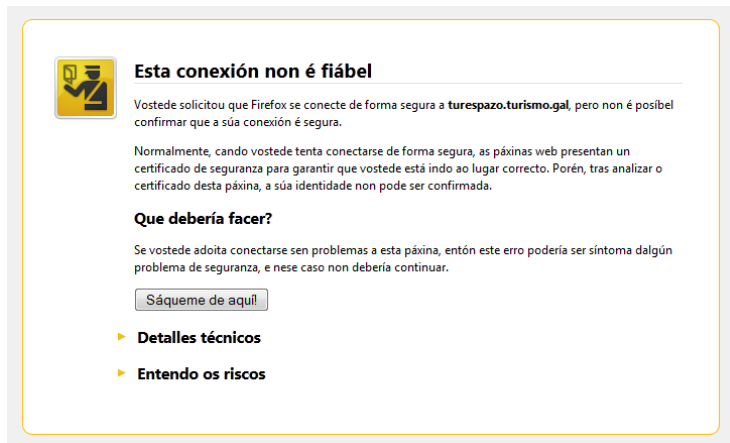 Esta conexión non é fiábel
Vostede solicitou que Firefox se conecte de forma segura a turespazo.turismo.gal, pero non é posíbel
confirmar que a súa conexión é segura.
Normalmente, cando vostede tenta conectarse de forma segura, as páxinas web presentan un
certificado de seguranza para garantir que vostede está indo ao lugar correcto. Porén, tras analizar o
certificado desta páxina, a súa identidade non pode ser confirmada.
Que debería facer?
Se vostede adoita conectarse sen problemas a esta páxina, entón este erro podería ser síntoma dalgún
problema de seguranza, e nese caso non debería continuar.
Sáqueme de aquí!
Detalles técnicos
Entendo os riscos